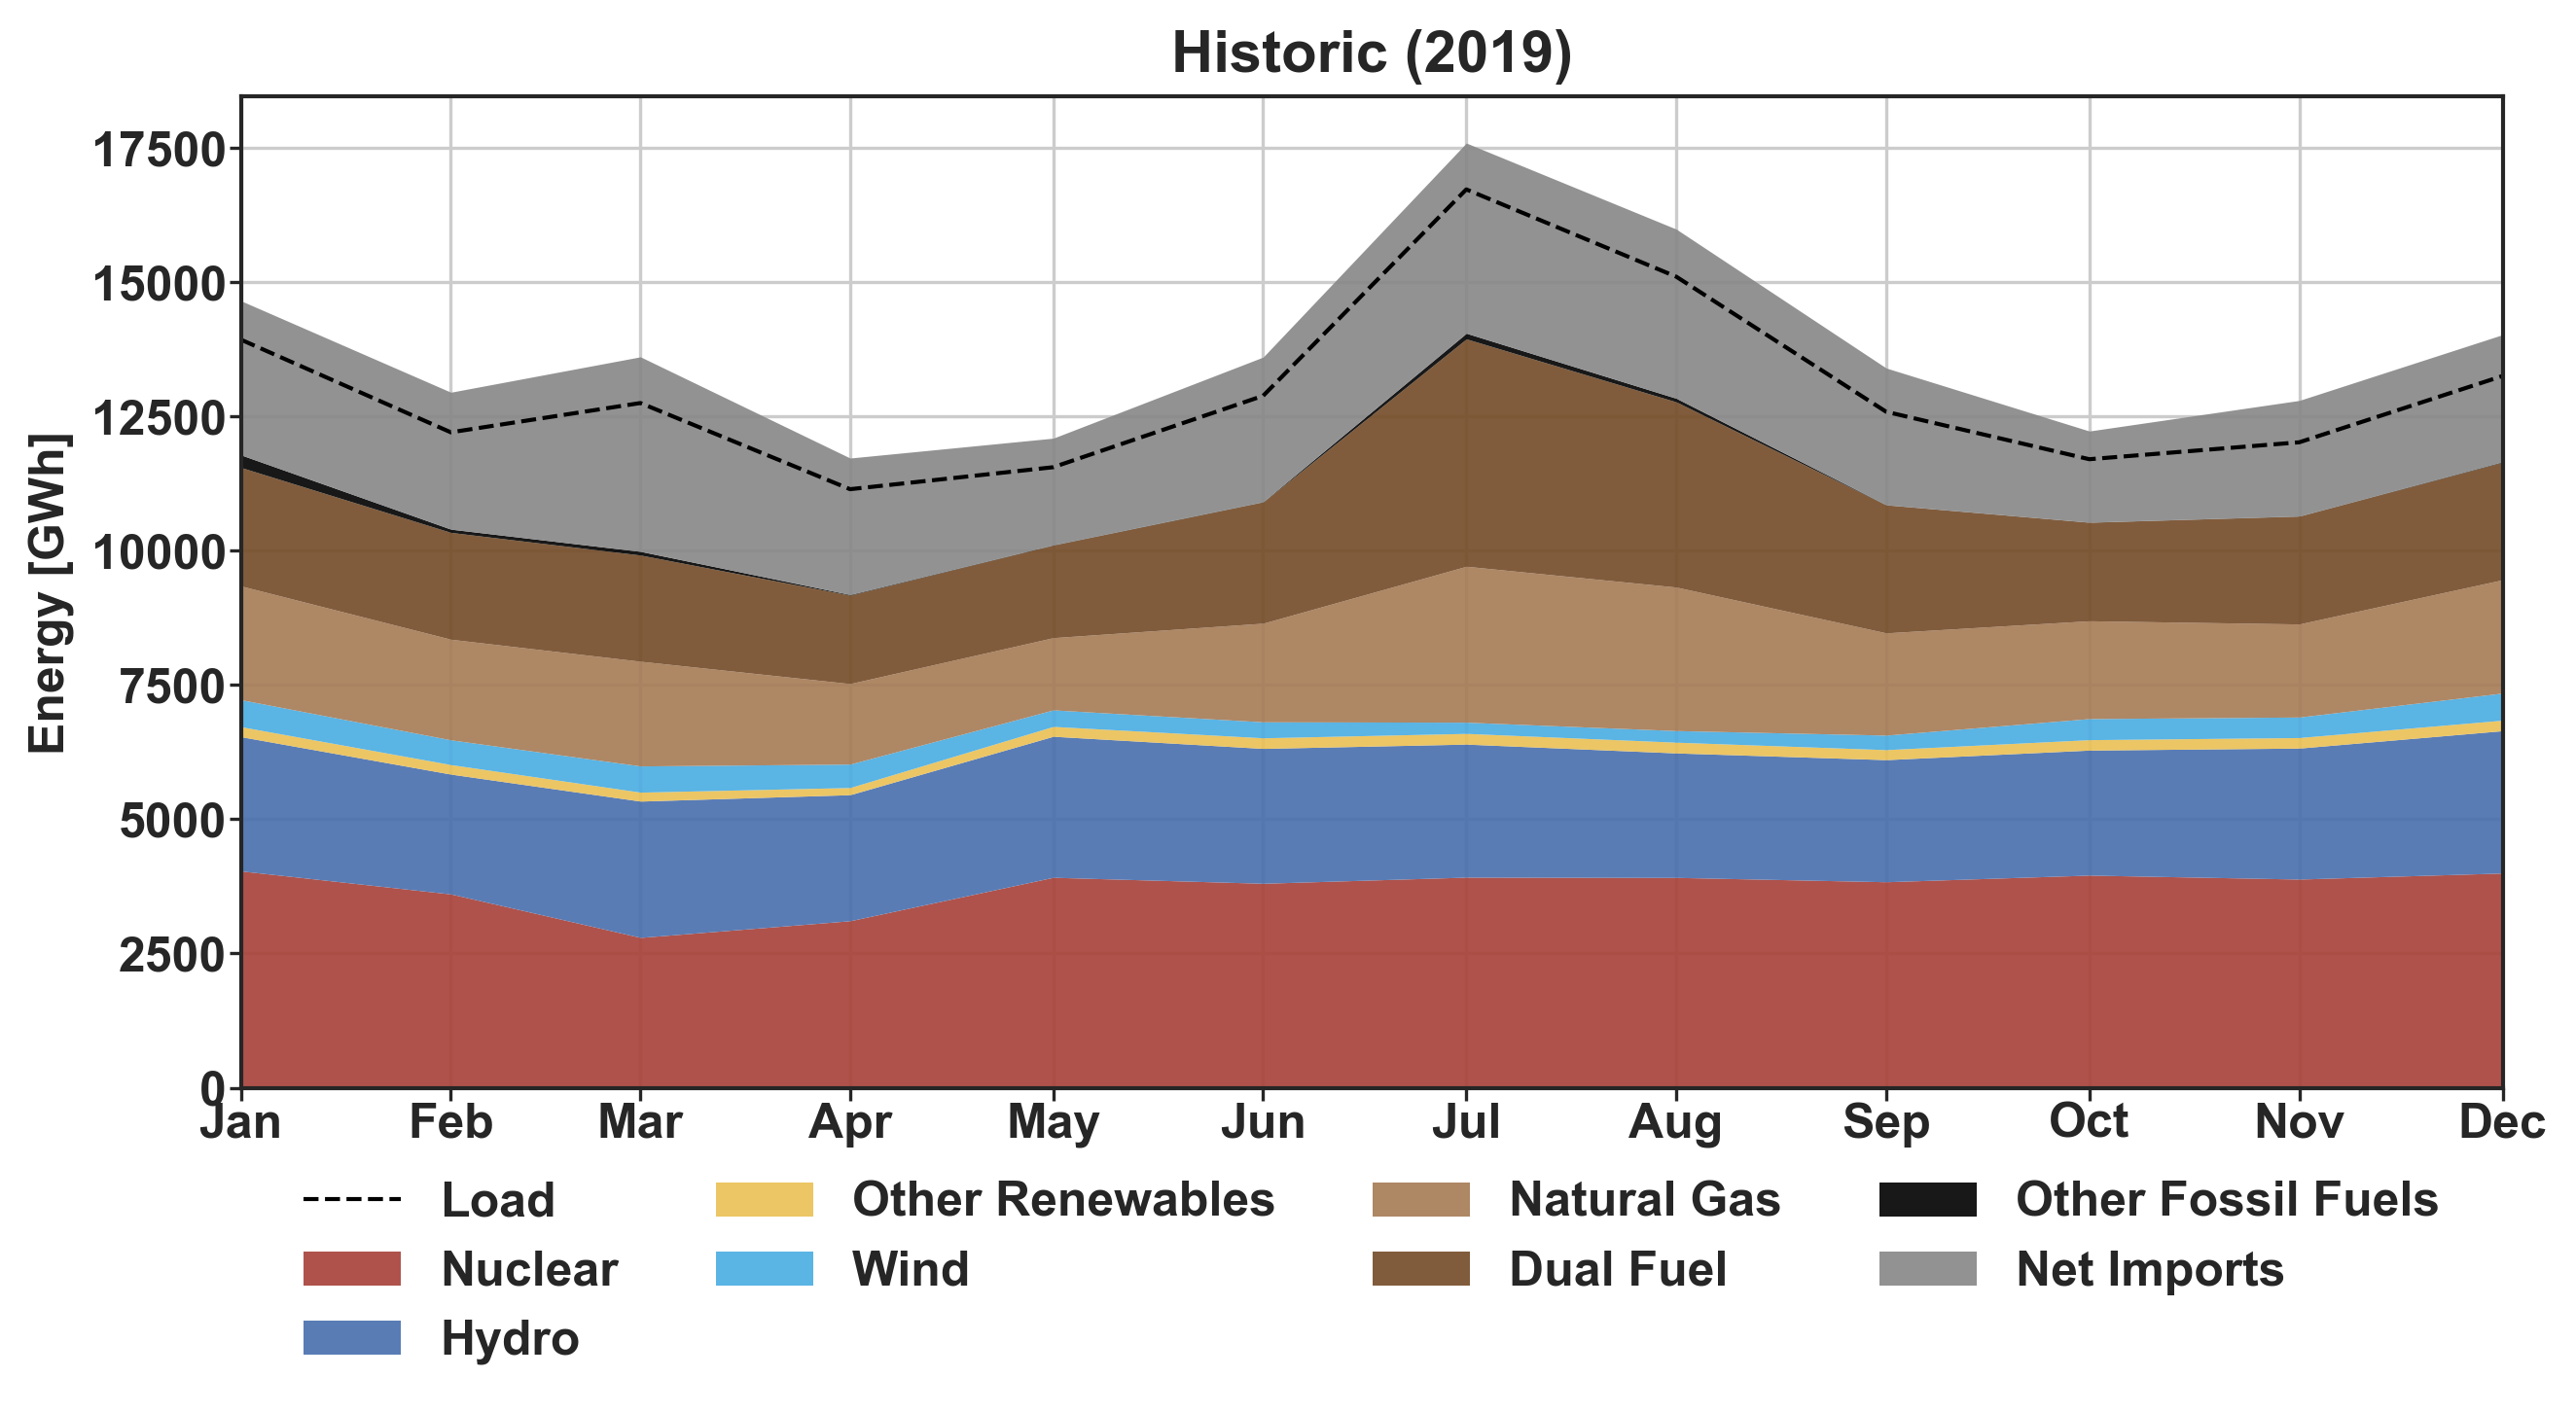 Historic (2019)
Energy [GWh]
17500
15000
12500
10000
7500
5000
2500
0
Jan Feb Mar Apr May Jun Jul Aug Sep Oct Nov Dec
Load Other Renewables Natural Gas Other Fossil Fuels
Nuclear Wind Dual Fuel Net Imports
Hydro